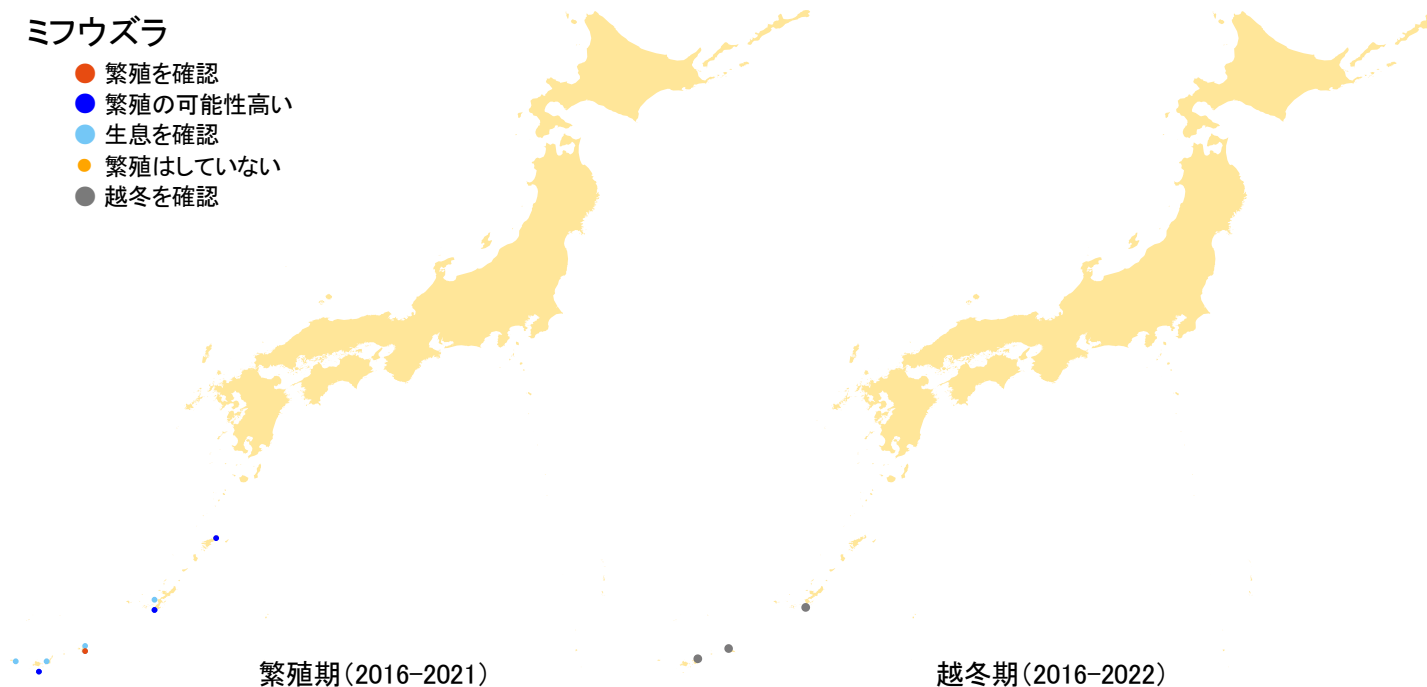 ミフウズラ
繁殖を確認
繁殖の可能性高い
生息を確認
繁殖はしていない
越冬を確認
繁殖期(2016-2021)
越冬期(2016-2022)